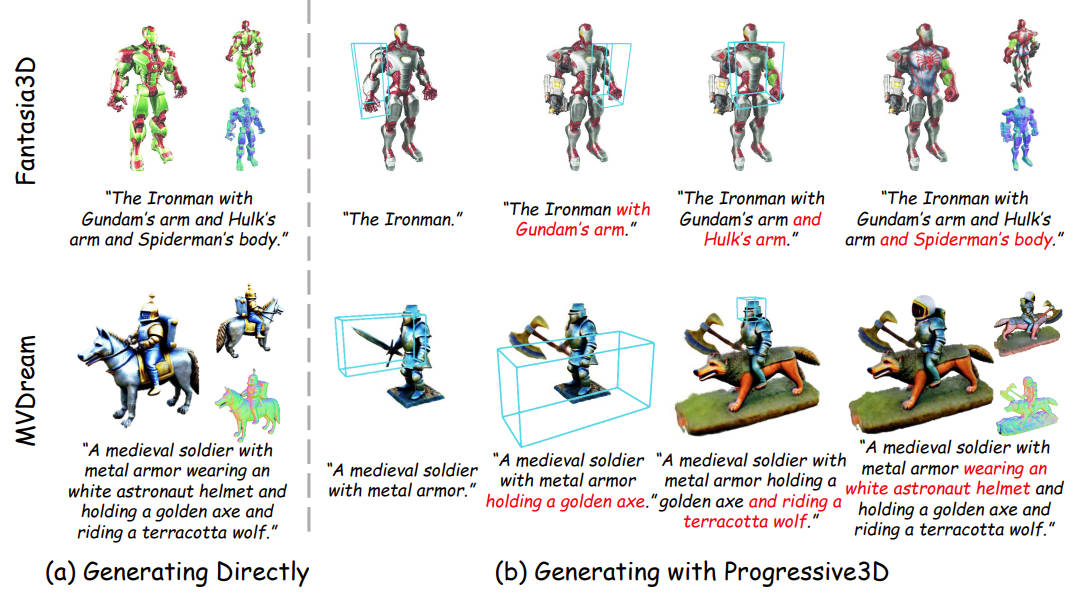 Fantasia3D
"The Ironman with
Gundam's arm and Hulk's
arm and Spiderman's body."
"The Ironman."
"The Ironman with
Gundam's arm."
"The Ironman with
Gundam's arm and
Hulk's arm."
"The Ironman with
Gundam's arm and Hulk's
arm and Spiderman's body."
MVDream
"A medieval soldier with
metal armor wearing an
white astronaut helmet and
holding a golden axe and
riding a terracotta wolf."
"A medieval soldier
with metal armor."
"A medieval soldier
with metal armor
holding a golden axe."
"A medieval soldier with
metal armor holding a
golden axe and riding a
terracotta wolf."
"A medieval soldier with
metal armor wearing an
white astronaut helmet and
holding a golden axe and
riding a terracotta wolf."
(a) Generating Directly
(b) Generating with Progressive3D